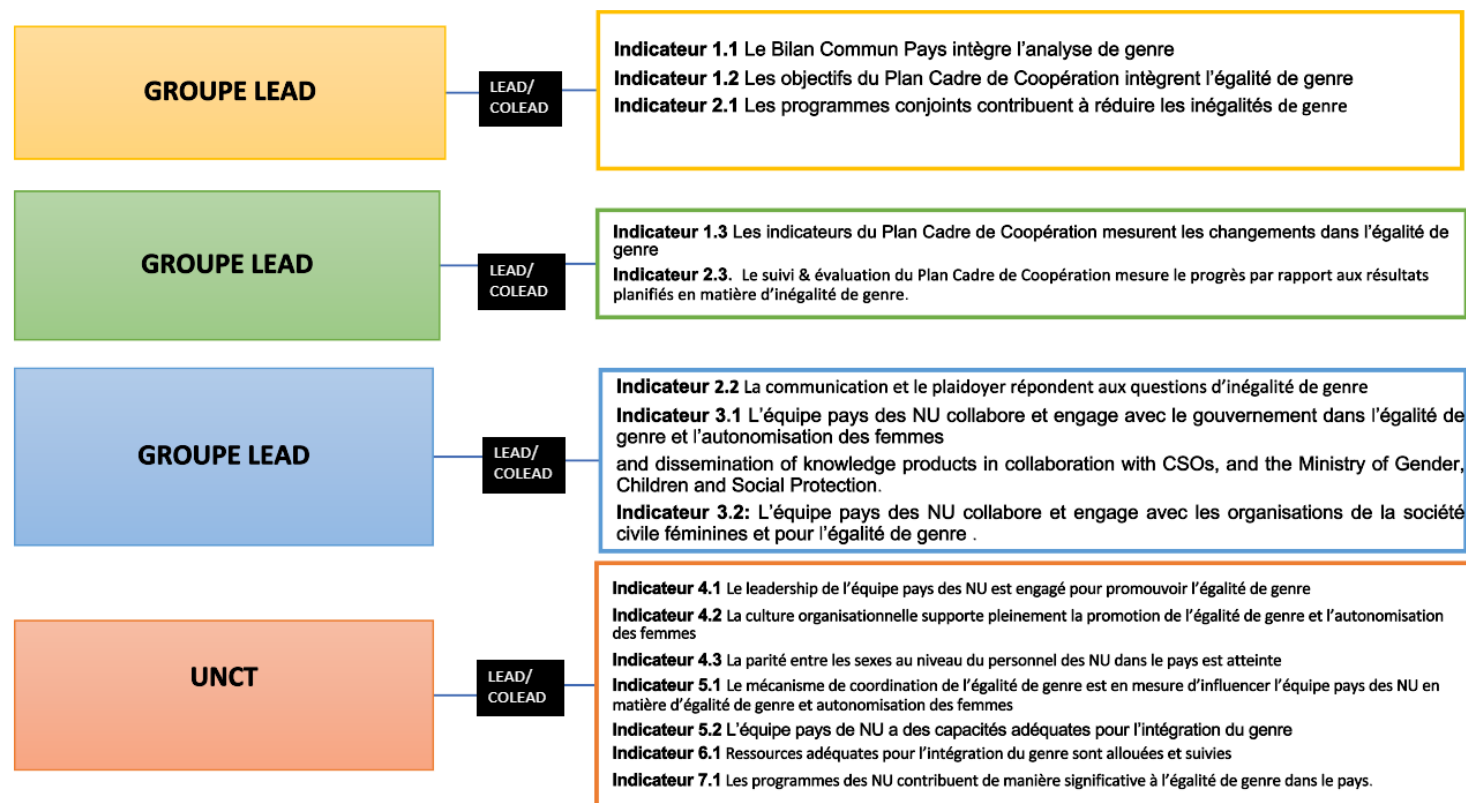 GROUPE LEAD
LEAD/
COLEAD
Indicateur 1.1 Le Bilan Commun Pays intègre l’analyse de genre
Indicateur 1.2 Les objectifs du Plan Cadre de Coopération intègrent l’égalité de genre
Indicateur 2.1 Les programmes conjoints contribuent à réduire les inégalités de genre
GROUPE LEAD
LEAD/
COLEAD
Indicateur 1.3 Les indicateurs du Plan Cadre de Coopération mesurent les changements dans l’égalité de
genre
Indicateur 2.3. Le suivi & évaluation du Plan Cadre de Coopération mesure le progrès par rapport aux résultats
planifiés en matière d’inégalité de genre.
GROUPE LEAD
LEAD/
COLEAD
Indicateur 2.2 La communication et le plaidoyer répondent aux questions d’inégalité de genre
Indicateur 3.1 L’équipe pays des NU collabore et engage avec le gouvernement dans l’égalité de
genre et l’autonomisation des femmes
and dissemination of knowledge products in collaboration with CSOs, and the Ministry of Gender,
Children and Social Protection.
Indicateur 3.2: L’équipe pays des NU collabore et engage avec les organisations de la société
civile féminines et pour l’égalité de genre .
UNCT
LEAD/
COLEAD
Indicateur 4.1 Le leadership de l’équipe pays des NU est engagé pour promouvoir l’égalité de genre
Indicateur 4.2 La culture organisationnelle supporte pleinement la promotion de l’égalité de genre et l’autonomisation
des femmes
Indicateur 4.3 La parité entre les sexes au niveau du personnel des NU dans le pays est atteinte
Indicateur 5.1 Le mécanisme de coordination de l’égalité de genre est en mesure d’influencer l’équipe pays des NU en
matière d’égalité de genre et autonomisation des femmes
Indicateur 5.2 L’équipe pays de NU a des capacités adéquates pour l’intégration du genre
Indicateur 6.1 Ressources adéquates pour l’intégration du genre sont allouées et suivies
Indicateur 7.1 Les programmes des NU contribuent de manière significative à l’égalité de genre dans le pays.